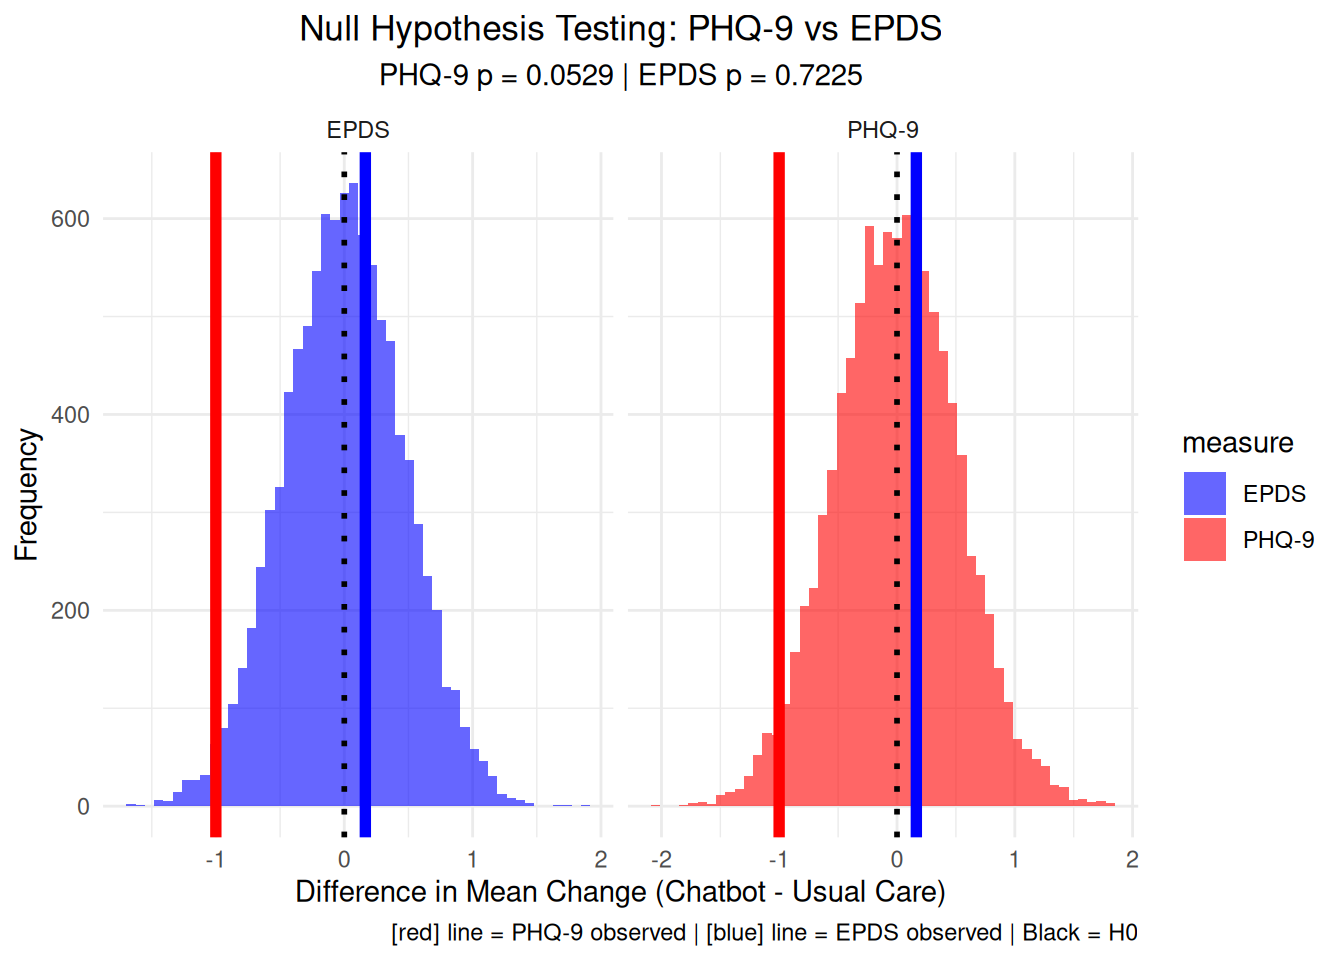 Null Hypothesis Testing: PHQ-9 vs EPDS
PHQ-9 p = 0.0529 | EPDS p = 0.7225
EPDS
PHQ-9
600
400
200
0
Frequency
-1
0
1
2
-2
-1
0
1
2
Difference in Mean Change (Chatbot - Usual Care)
[red] line = PHQ-9 observed | [blue] line = EPDS observed | Black = H0
measure
EPDS
PHQ-9